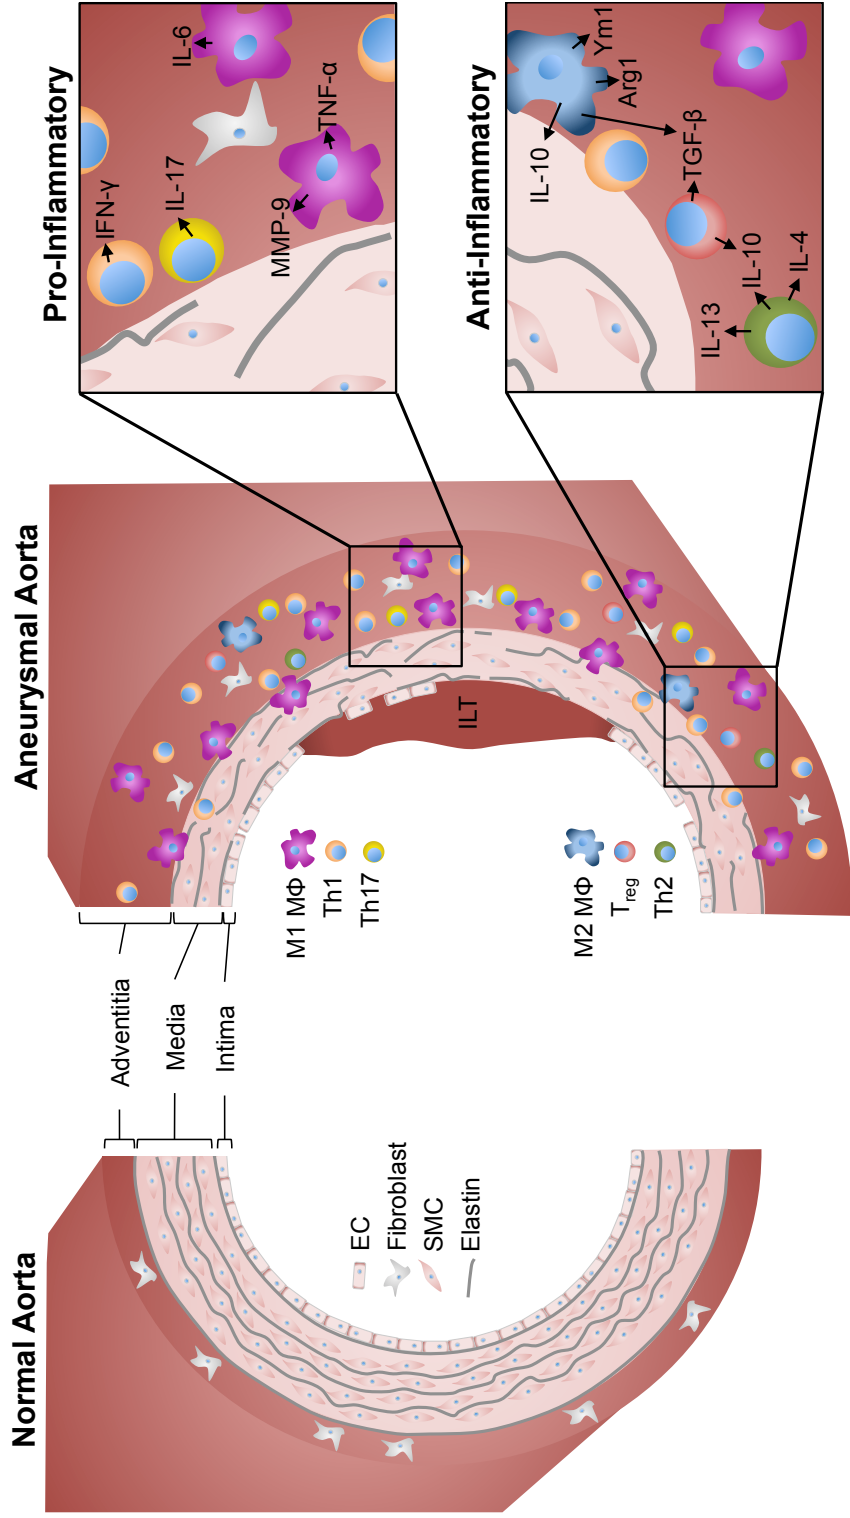 Normal Aorta
Aneurysmal Aorta
Adventitia
Media
Intima
EC
Fibroblast
SMC
Elastin
M1 MΦ
Th1
Th17
M2 MΦ
T_reg
Th2
ILT
Pro-Inflammatory
IFN-γ
IL-17
IL-6
MMP-9
TNF-α
Anti-Inflammatory
IL-10
Ym1
Arg1
TGF-β
IL-13
IL-10
IL-4